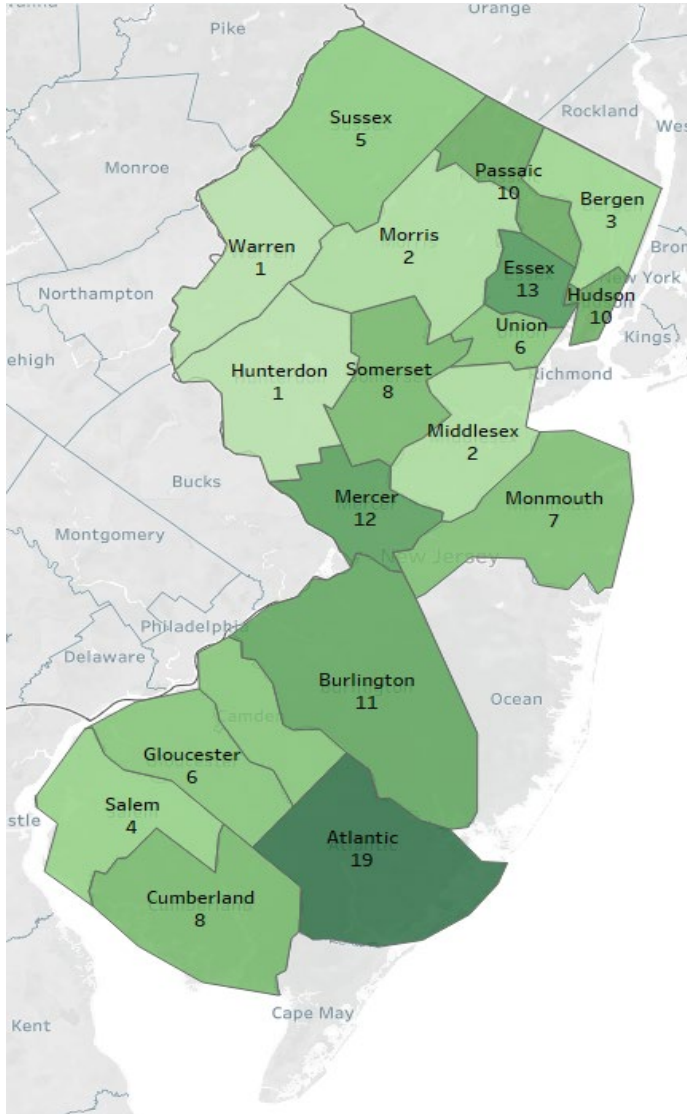 Orange
Pike
Rockland
Sussex
5
Monroe
Passaic
10
Bergen
3
Warren
1
Morris
2
Essex
13
New York
Hudson
10
Northampton
Union
6
Kings
Hunterdon
1
Somerset
8
Richmond
Middlesex
2
Bucks
Mercer
12
Monmouth
7
Montgomery
New Jersey
Philadelphia
Delaware
Burlington
11
Ocean
Camden
Gloucester
6
Salem
4
Atlantic
19
Cumberland
8
Cape May
Kent